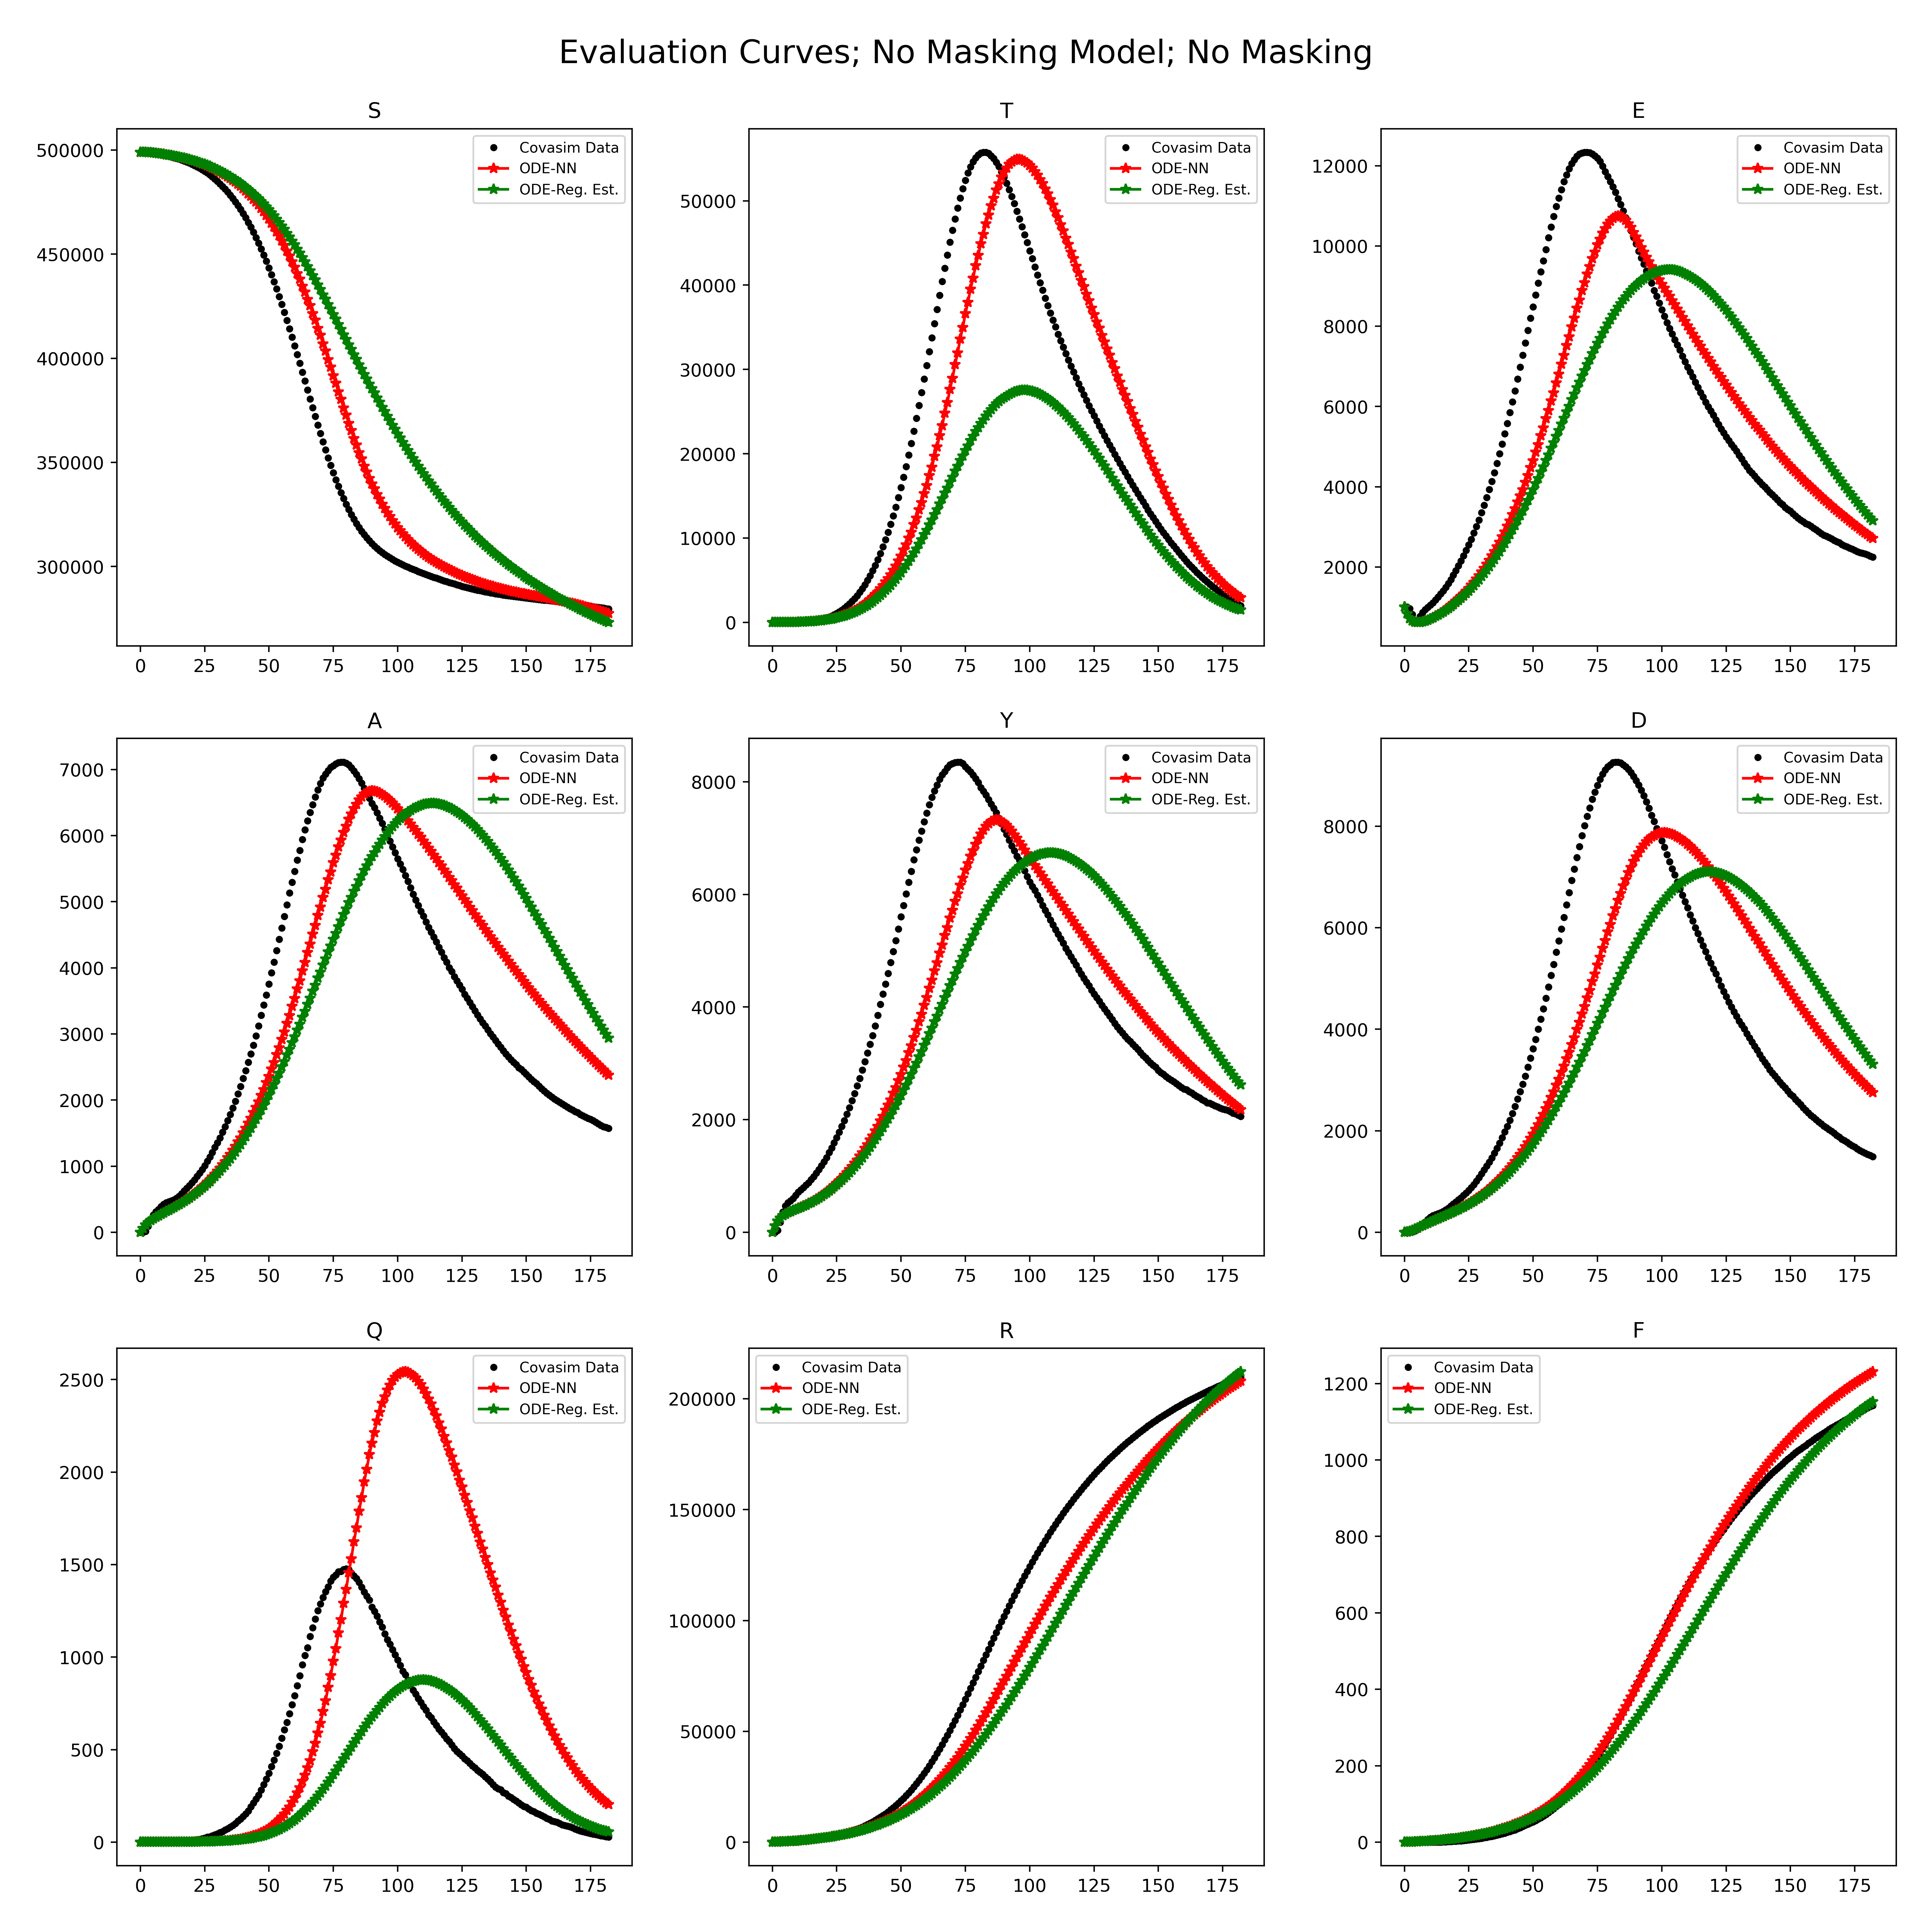 Evaluation Curves; No Masking Model; No Masking
S
500000
450000
400000
350000
300000
0 25 50 75 100 125 150 175
Covasim Data
ODE-NN
ODE-Reg. Est.
T
50000
40000
30000
20000
10000
0
0 25 50 75 100 125 150 175
Covasim Data
ODE-NN
ODE-Reg. Est.
E
12000
10000
8000
6000
4000
2000
0 25 50 75 100 125 150 175
Covasim Data
ODE-NN
ODE-Reg. Est.
A
7000
6000
5000
4000
3000
2000
1000
0
0 25 50 75 100 125 150 175
Covasim Data
ODE-NN
ODE-Reg. Est.
Y
8000
6000
4000
2000
0
0 25 50 75 100 125 150 175
Covasim Data
ODE-NN
ODE-Reg. Est.
D
8000
6000
4000
2000
0
0 25 50 75 100 125 150 175
Covasim Data
ODE-NN
ODE-Reg. Est.
Q
2500
2000
1500
1000
500
0
0 25 50 75 100 125 150 175
Covasim Data
ODE-NN
ODE-Reg. Est.
R
200000
150000
100000
50000
0
0 25 50 75 100 125 150 175
Covasim Data
ODE-NN
ODE-Reg. Est.
F
1200
1000
800
600
400
200
0
0 25 50 75 100 125 150 175
Covasim Data
ODE-NN
ODE-Reg. Est.